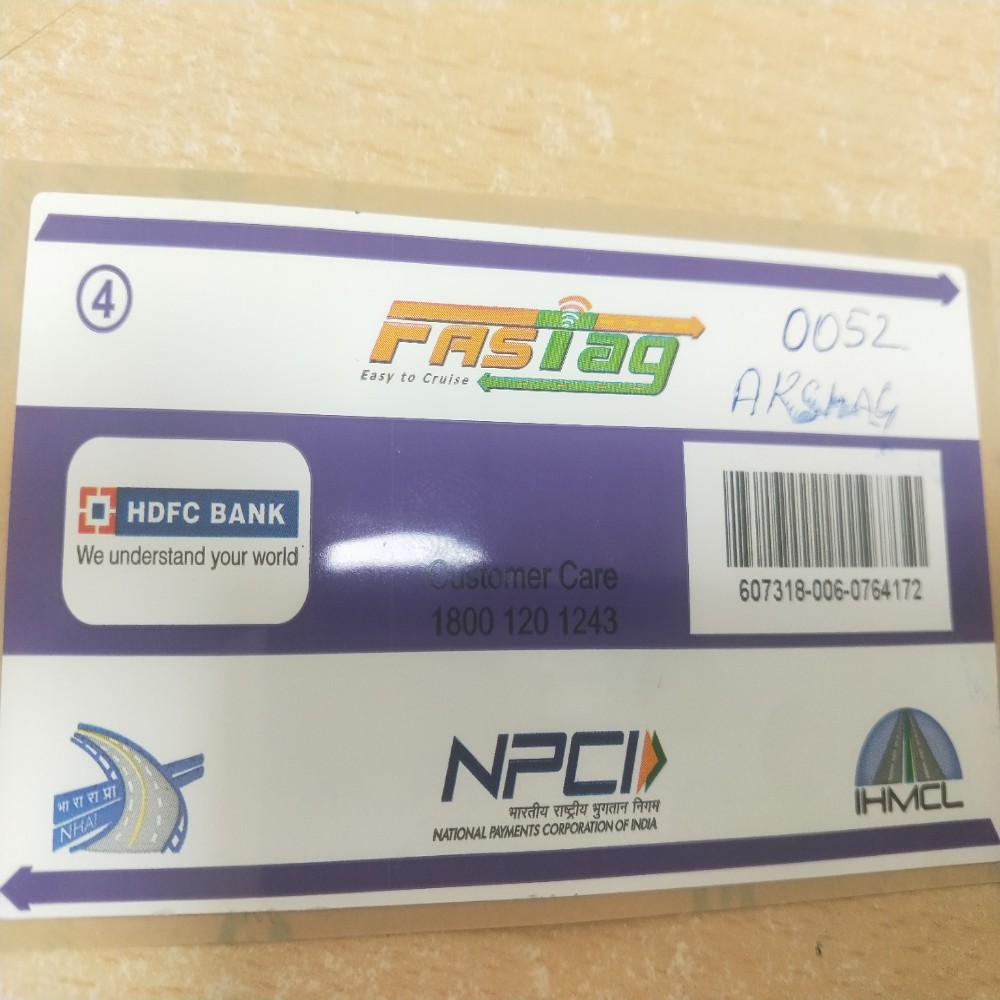 4
FASTag
Easy to Cruise
0052
AKSHAY
HDFC BANK
We understand your world
Customer Care
1800 120 1243
607318-006-0764172
भा रा रा प्रा
NHAI
NPCI
भारतीय राष्ट्रीय भुगतान निगम
NATIONAL PAYMENTS CORPORATION OF INDIA
IHMCL